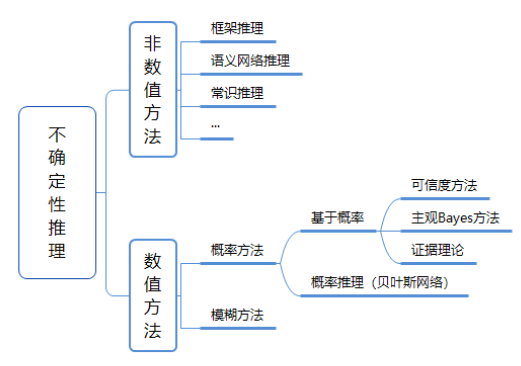 不确定性推理
非数值方法
框架推理
语义网络推理
常识推理
...
数值方法
概率方法
基于概率
可信度方法
主观Bayes方法
证据理论
概率推理（贝叶斯网络）
模糊方法